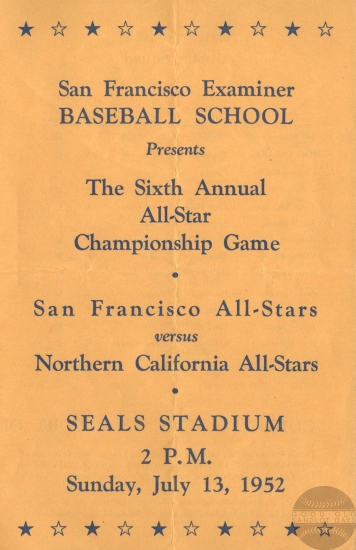 San Francisco Examiner
BASEBALL SCHOOL
Presents
The Sixth Annual
All-Star
Championship Game
San Francisco All-Stars
versus
Northern California All-Stars
SEALS STADIUM
2 P.M.
Sunday, July 13, 1952